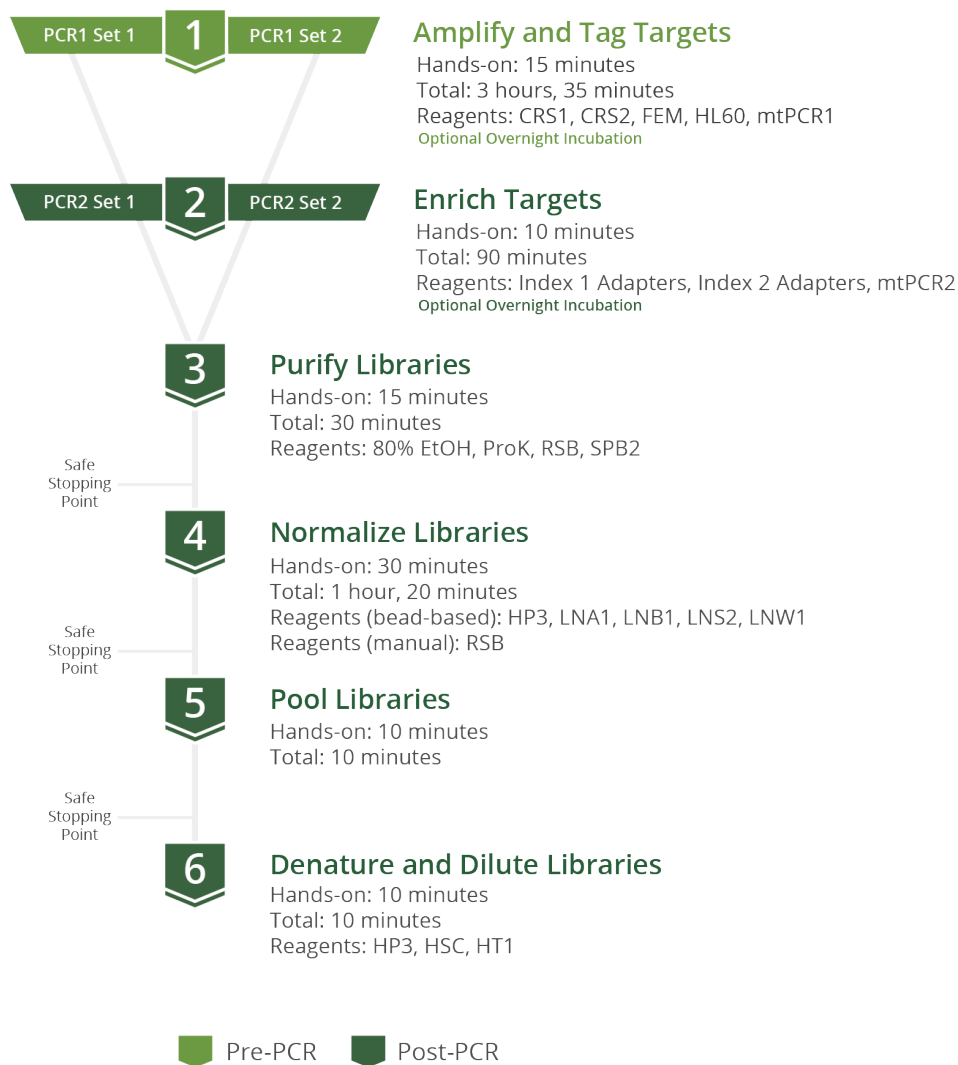 PCR1 Set 1
1
PCR1 Set 2
Amplify and Tag Targets
Hands-on: 15 minutes
Total: 3 hours, 35 minutes
Reagents: CRS1, CRS2, FEM, HL60, mtPCR1
Optional Overnight Incubation
PCR2 Set 1
2
PCR2 Set 2
Enrich Targets
Hands-on: 10 minutes
Total: 90 minutes
Reagents: Index 1 Adapters, Index 2 Adapters, mtPCR2
Optional Overnight Incubation
3
Purify Libraries
Hands-on: 15 minutes
Total: 30 minutes
Reagents: 80% EtOH, ProK, RSB, SPB2
Safe
Stopping
Point
4
Normalize Libraries
Hands-on: 30 minutes
Total: 1 hour, 20 minutes
Reagents (bead-based): HP3, LNA1, LNB1, LNS2, LNW1
Reagents (manual): RSB
Safe
Stopping
Point
5
Pool Libraries
Hands-on: 10 minutes
Total: 10 minutes
Safe
Stopping
Point
6
Denature and Dilute Libraries
Hands-on: 10 minutes
Total: 10 minutes
Reagents: HP3, HSC, HT1
Pre-PCR
Post-PCR